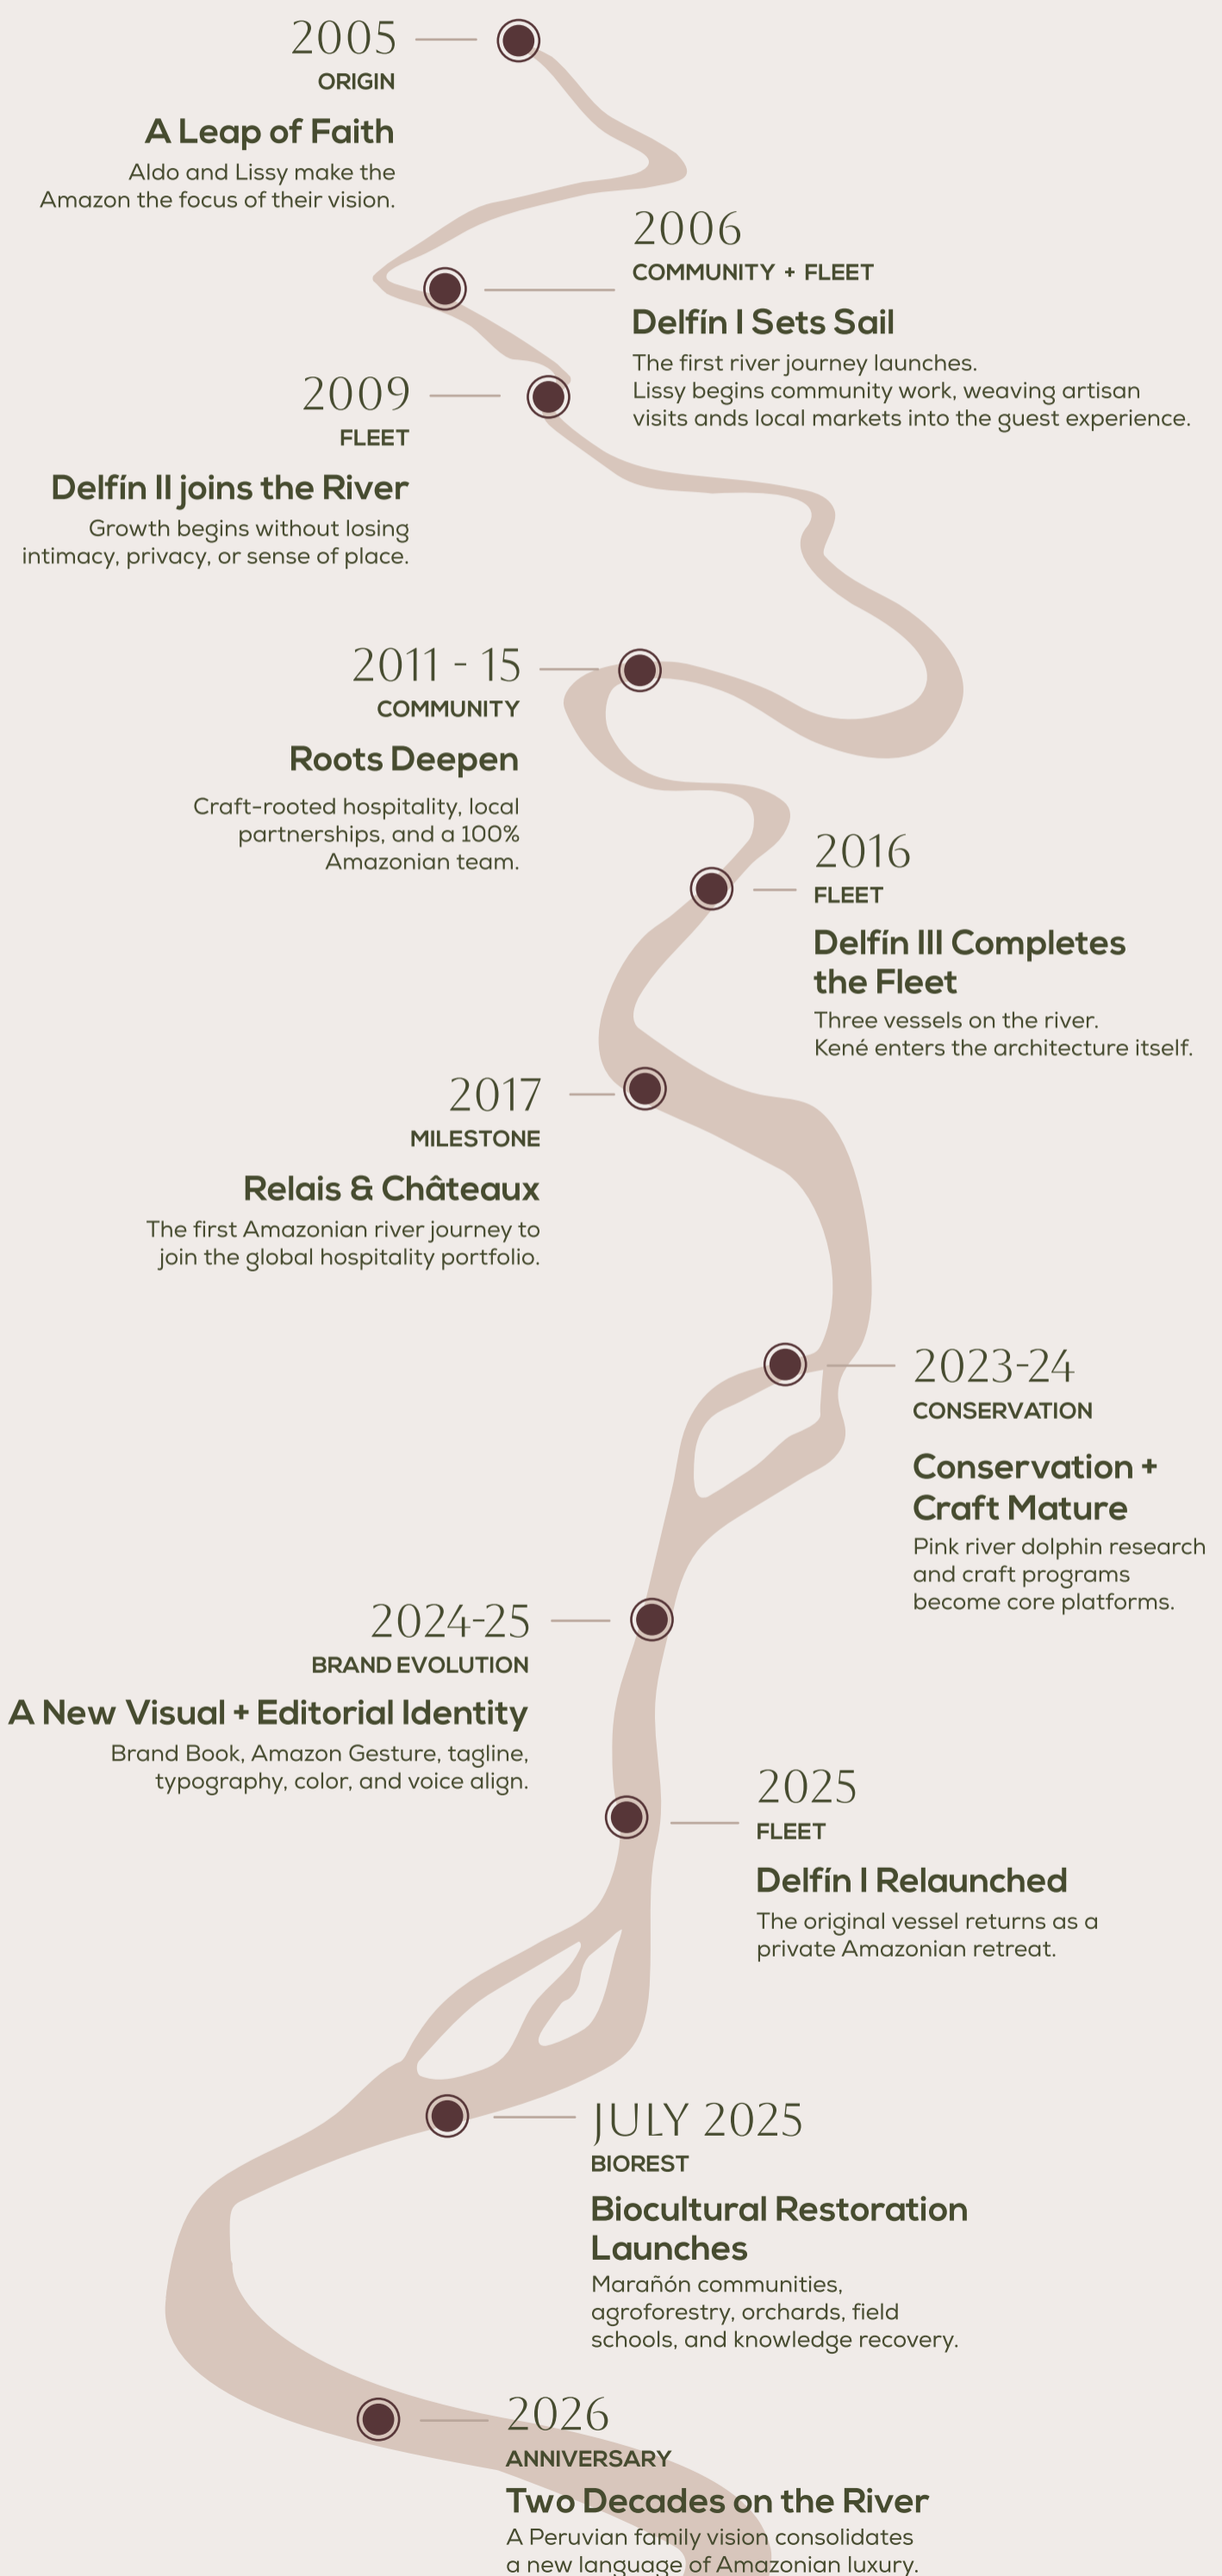 2005
ORIGIN
A Leap of Faith
Aldo and Lissy make the
Amazon the focus of their vision.
2006
COMMUNITY + FLEET
Delfín I Sets Sail
The first river journey launches.
Lissy begins community work, weaving artisan
visits ands local markets into the guest experience.
2009
FLEET
Delfín II joins the River
Growth begins without losing
intimacy, privacy, or sense of place.
2011 - 15
COMMUNITY
Roots Deepen
Craft-rooted hospitality, local
partnerships, and a 100%
Amazonian team.
2016
FLEET
Delfín III Completes
the Fleet
Three vessels on the river.
Kené enters the architecture itself.
2017
MILESTONE
Relais & Châteaux
The first Amazonian river journey to
join the global hospitality portfolio.
2023-24
CONSERVATION
Conservation +
Craft Mature
Pink river dolphin research
and craft programs
become core platforms.
2024-25
BRAND EVOLUTION
A New Visual + Editorial Identity
Brand Book, Amazon Gesture, tagline,
typography, color, and voice align.
2025
FLEET
Delfín I Relaunched
The original vessel returns as a
private Amazonian retreat.
JULY 2025
BIOREST
Biocultural Restoration
Launches
Marañón communities,
agroforestry, orchards, field
schools, and knowledge recovery.
2026
ANNIVERSARY
Two Decades on the River
A Peruvian family vision consolidates
a new language of Amazonian luxury.